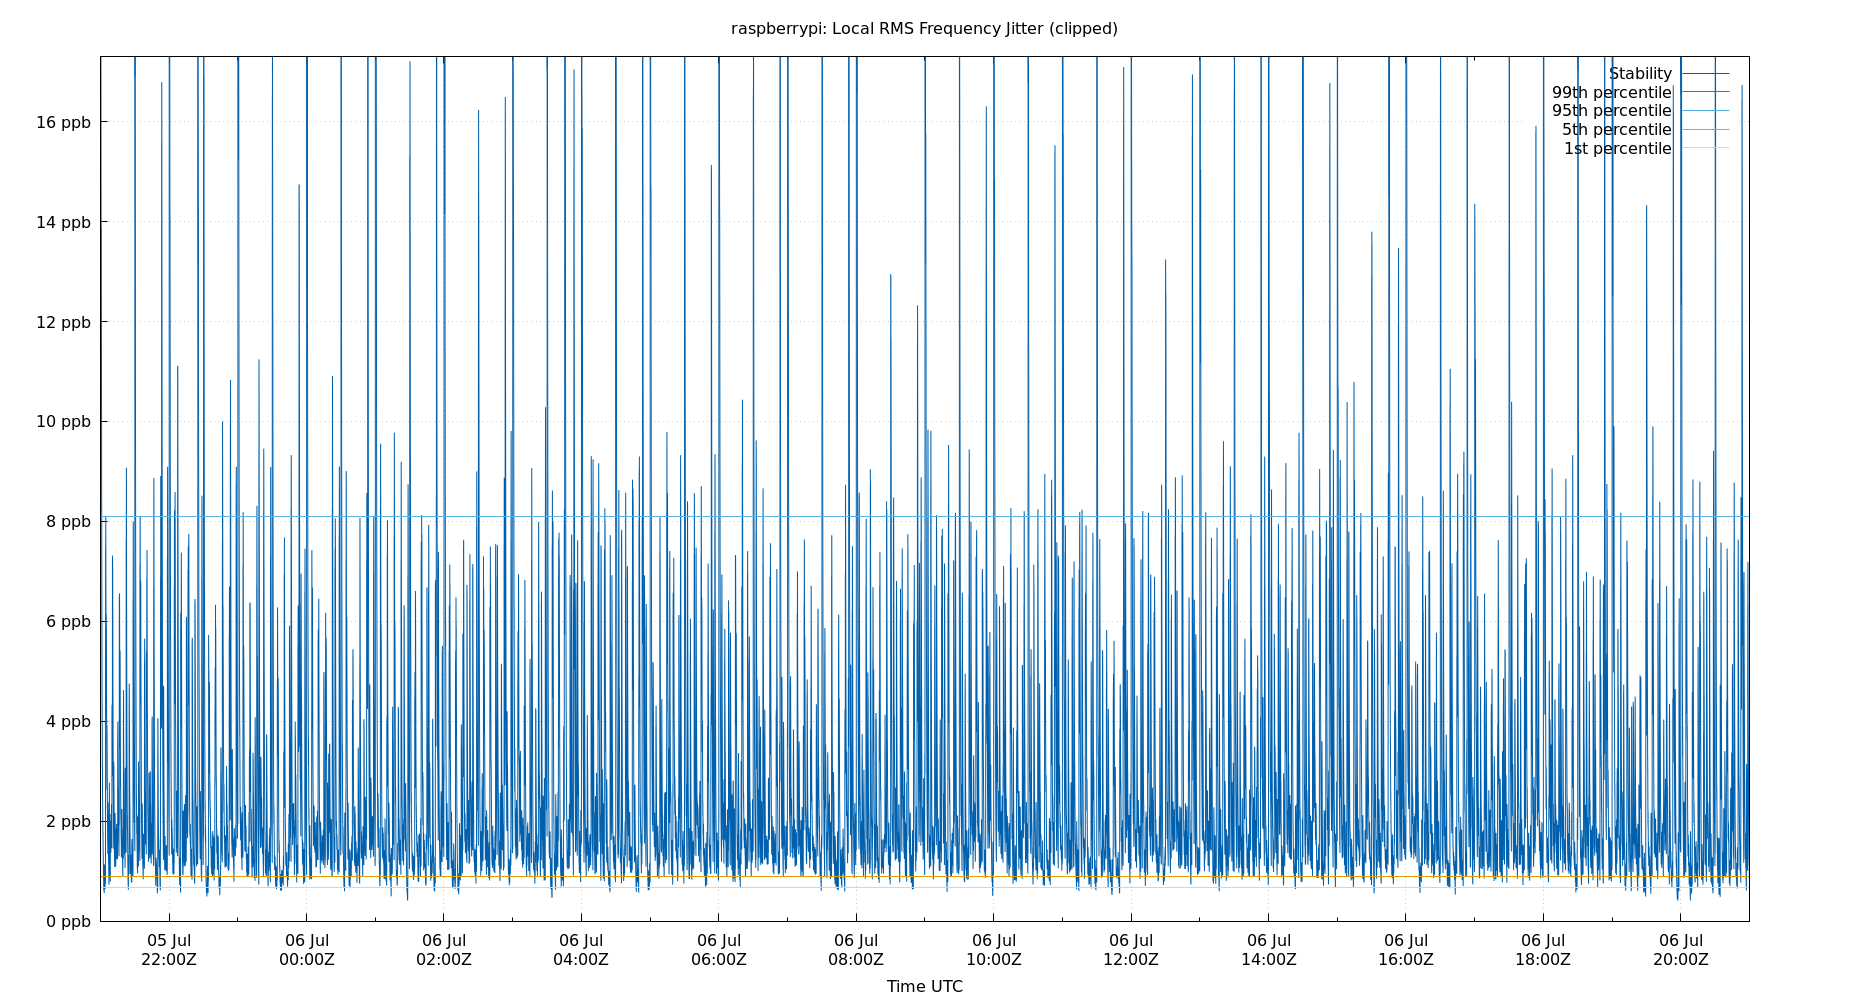 raspberrypi: Local RMS Frequency Jitter (clipped)
Stability
99th percentile
95th percentile
5th percentile
1st percentile
16 ppb
14 ppb
12 ppb
10 ppb
8 ppb
6 ppb
4 ppb
2 ppb
0 ppb
05 Jul 06 Jul 06 Jul 06 Jul 06 Jul 06 Jul 06 Jul 06 Jul 06 Jul 06 Jul 06 Jul 06 Jul
22:00Z 00:00Z 02:00Z 04:00Z 06:00Z 08:00Z 10:00Z 12:00Z 14:00Z 16:00Z 18:00Z 20:00Z
Time UTC